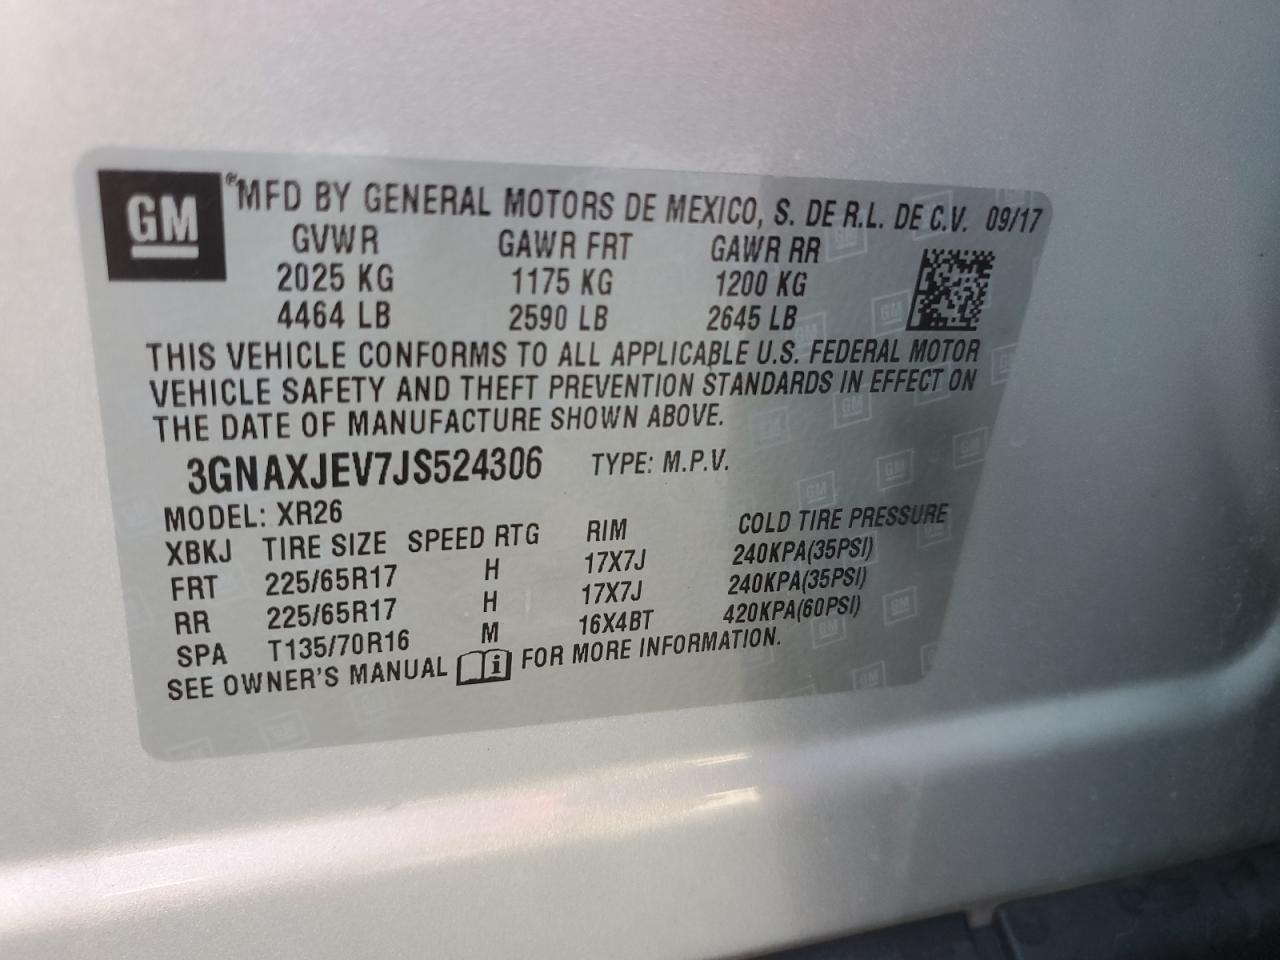 GM ® MFD BY GENERAL MOTORS DE MEXICO, S. DE R.L. DE C.V. 09/17
GVWR GAWR FRT GAWR RR
2025 KG 1175 KG 1200 KG
4464 LB 2590 LB 2645 LB
THIS VEHICLE CONFORMS TO ALL APPLICABLE U.S. FEDERAL MOTOR
VEHICLE SAFETY AND THEFT PREVENTION STANDARDS IN EFFECT ON
THE DATE OF MANUFACTURE SHOWN ABOVE.
3GNAXJEV7JS524306 TYPE: M.P.V.
MODEL: XR26
XBKJ TIRE SIZE SPEED RTG RIM COLD TIRE PRESSURE
FRT 225/65R17 H 17X7J 240KPA(35PSI)
RR 225/65R17 H 17X7J 240KPA(35PSI)
SPA T135/70R16 M 16X4BT 420KPA(60PSI)
SEE OWNER'S MANUAL i FOR MORE INFORMATION.